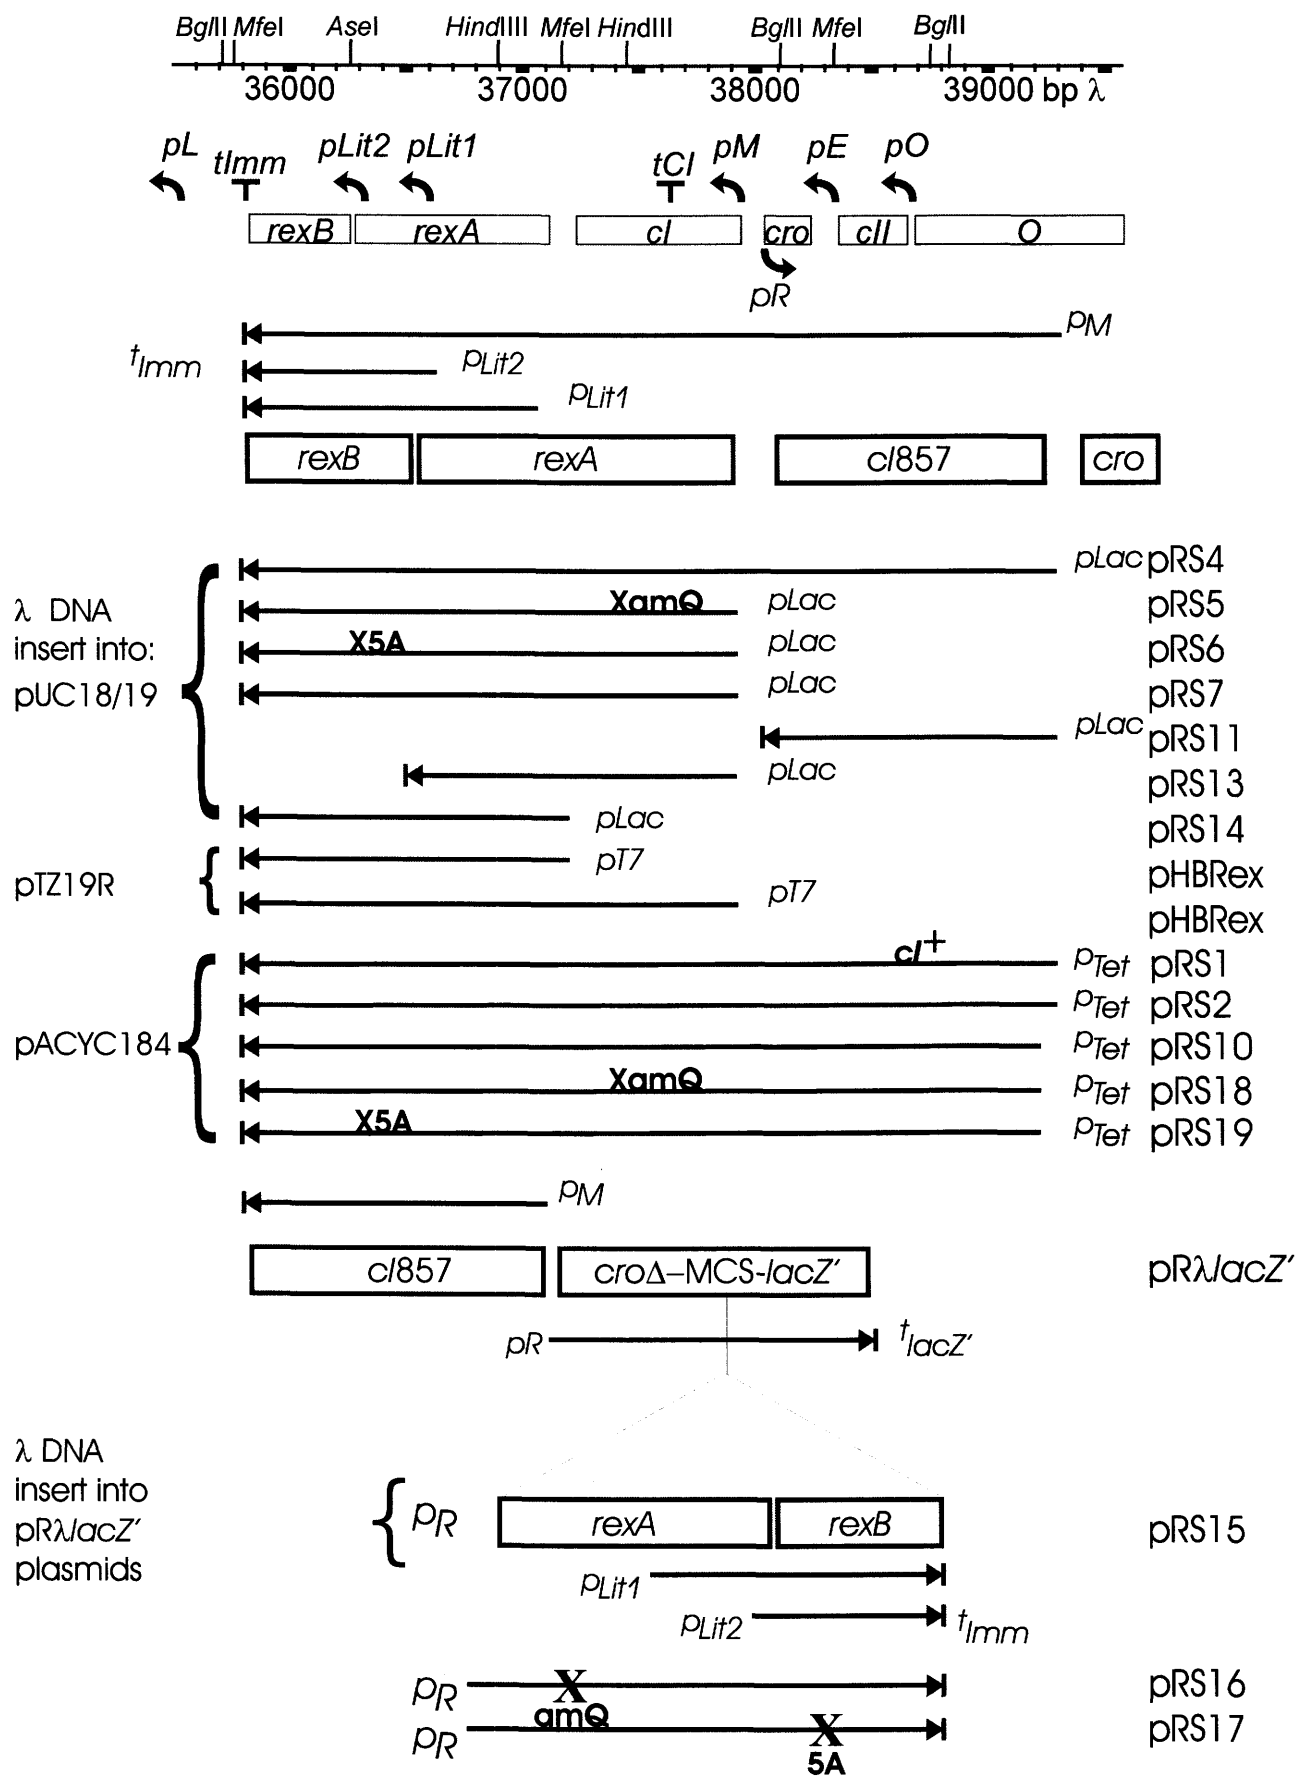 BglII MfeI AseI HindIIII MfeI HindIII BglII MfeI BglII
36000 37000 38000 39000 bp λ
pL tImm pLit2 pLit1 tCI pM pE pO
rexB rexA cI cro cII O
pR
pM
tImm pLit2
pLit1
rexB rexA cI857 cro
pLac pRS4
λ DNA XamQ pLac pRS5
insert into: X5A pLac pRS6
pUC18/19 pLac pRS7
pLac pRS11
pLac pRS13
pLac pRS14
pT7 pHBRex
pTZ19R pT7 pHBRex
cI+ pTet pRS1
pTet pRS2
pACYC184 pTet pRS10
XamQ pTet pRS18
X5A pTet pRS19
pM
cI857 croΔ–MCS-lacZ' pRλlacZ'
pR tlacZ'
λ DNA
insert into
pRλlacZ'
plasmids
pR rexA rexB pRS15
pLit1
pLit2 tImm
pR X pRS16
amQ
pR X pRS17
5A